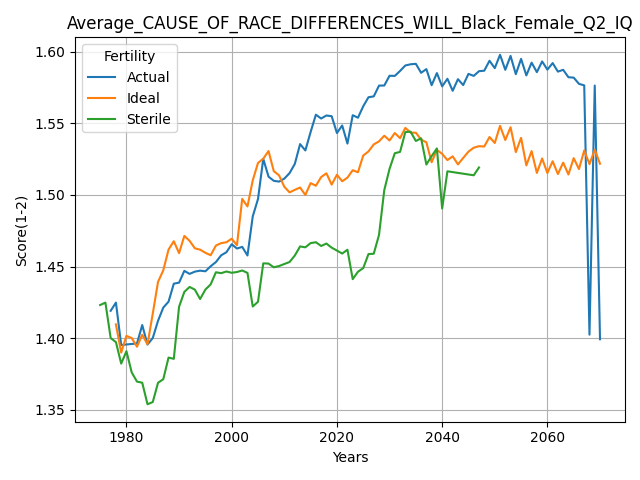 Average_CAUSE_OF_RACE_DIFFERENCES_WILL_Black_Female_Q2_IQ
Fertility
Actual
Ideal
Sterile
Score(1-2)
1.60
1.55
1.50
1.45
1.40
1.35
1980 2000 2020 2040 2060
Years